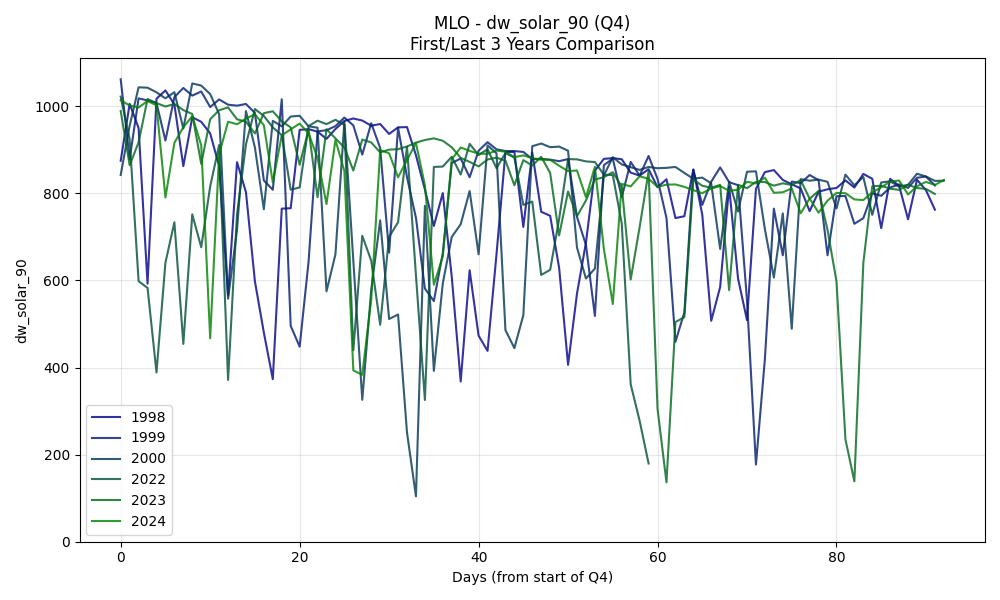 MLO - dw_solar_90 (Q4)
First/Last 3 Years Comparison
dw_solar_90
1000
800
600
400
200
0
1998
1999
2000
2022
2023
2024
0 20 40 60 80
Days (from start of Q4)